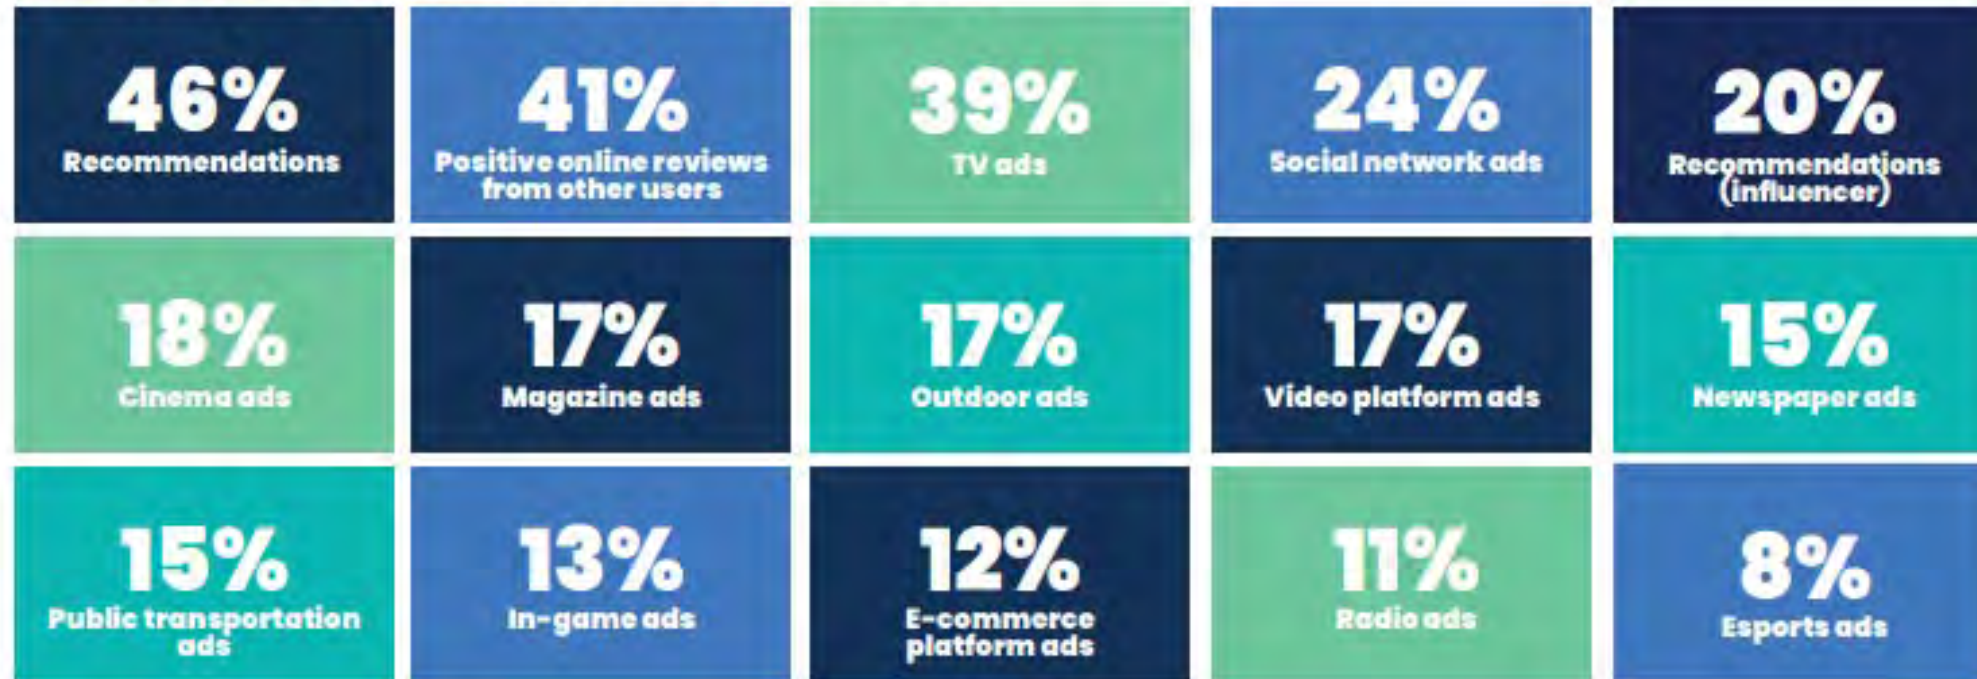 46%
Recommendations
41%
Positive online reviews
from other users
39%
TV ads
24%
Social network ads
20%
Recommendations
(influencer)
18%
Cinema ads
17%
Magazine ads
17%
Outdoor ads
17%
Video platform ads
15%
Newspaper ads
15%
Public transportation
ads
13%
In-game ads
12%
E-commerce
platform ads
11%
Radio ads
8%
Esports ads